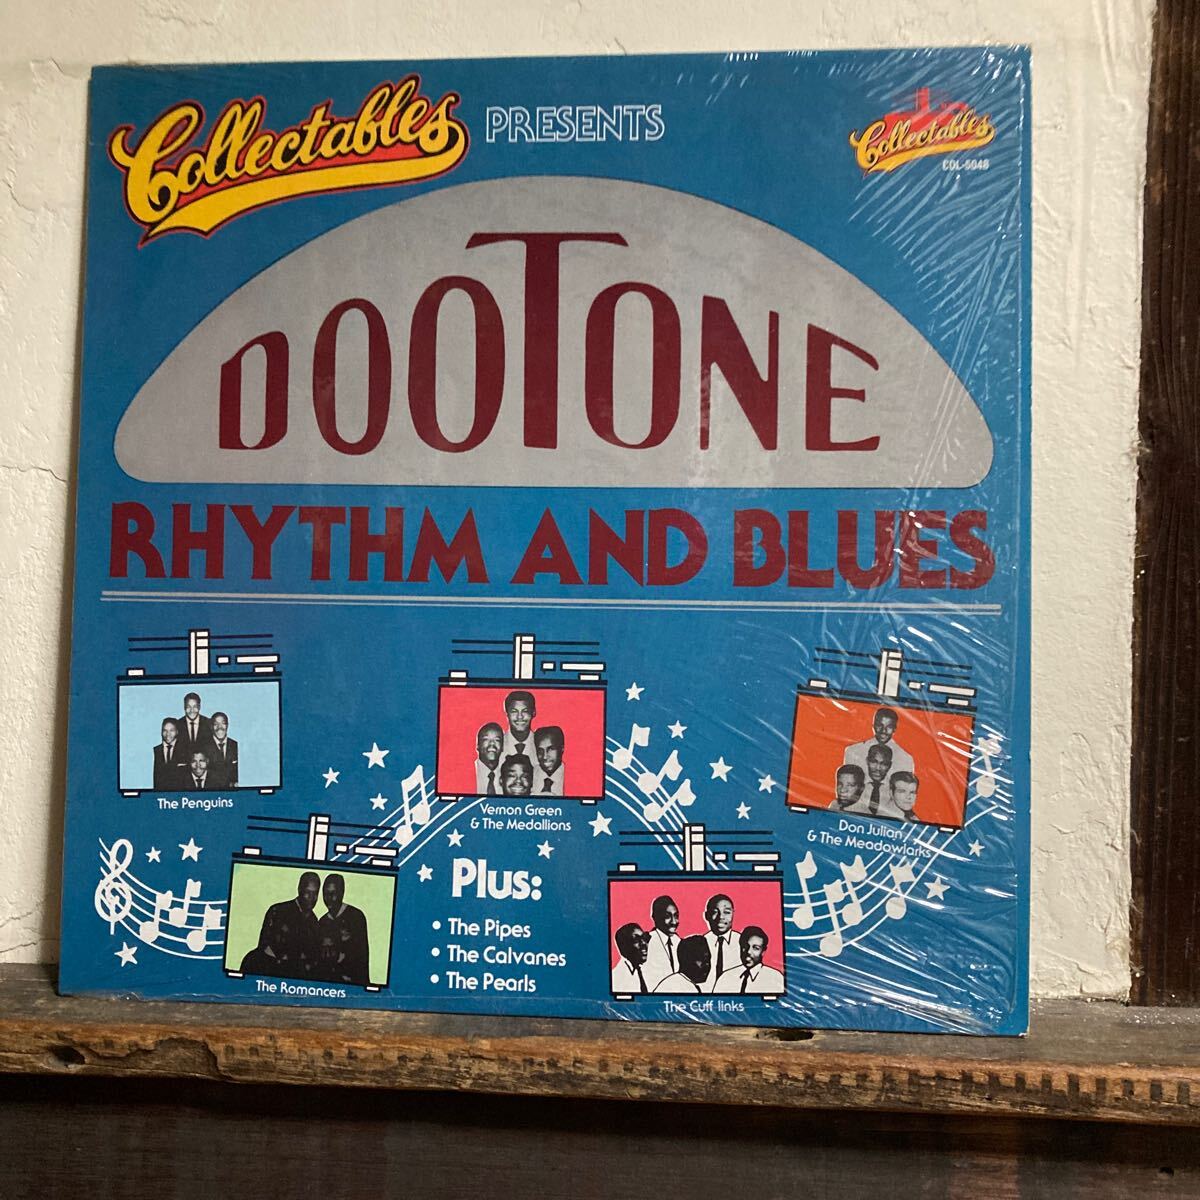 Collectables PRESENTS
Collectables
COL-5048
DOOTONE
RHYTHM AND BLUES
The Penguins
Vernon Green
& The Medallions
Don Julian
& The Meadowlarks
The Romancers
Plus:
• The Pipes
• The Calvanes
• The Pearls
The Cuff links